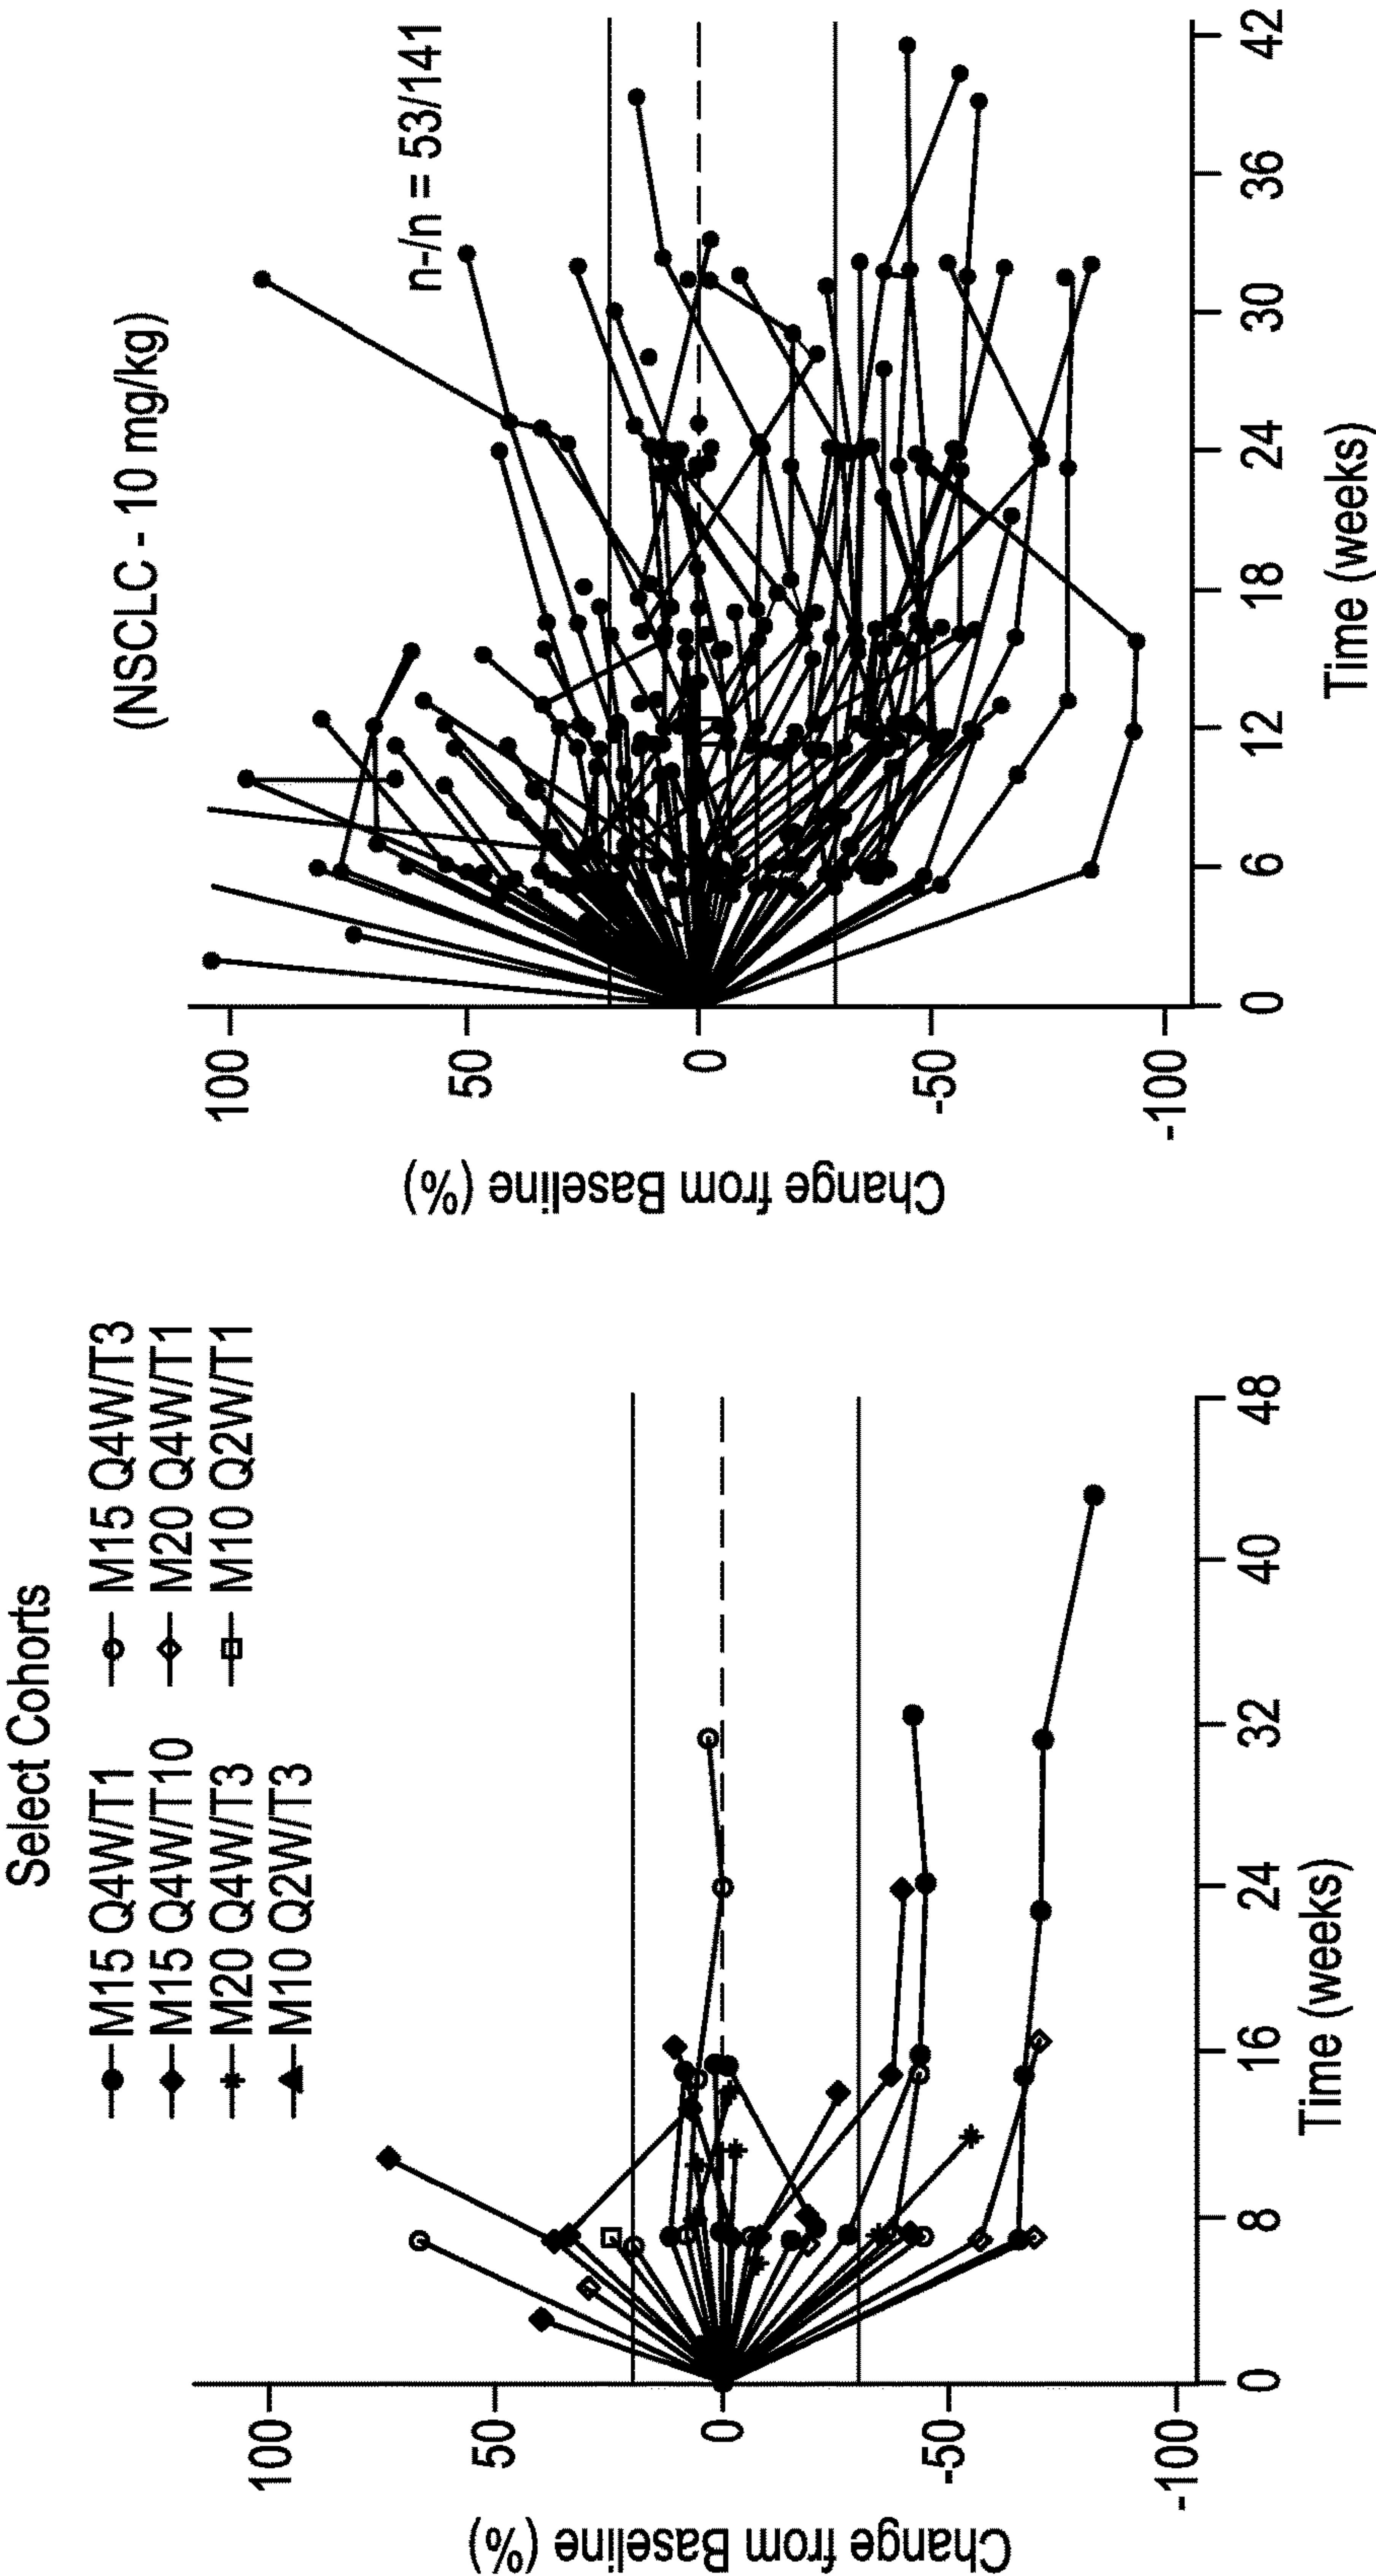 Select Cohorts
M15 Q4W/T1
M15 Q4W/T3
M15 Q4W/T10
M20 Q4W/T1
M20 Q4W/T3
M10 Q2W/T1
M10 Q2W/T3
Change from Baseline (%)
100
50
0
-50
-100
0
8
16
24
32
40
48
Time (weeks)
(NSCLC - 10 mg/kg)
n-/n = 53/141
Change from Baseline (%)
100
50
0
-50
-100
0
6
12
18
24
30
36
42
Time (weeks)